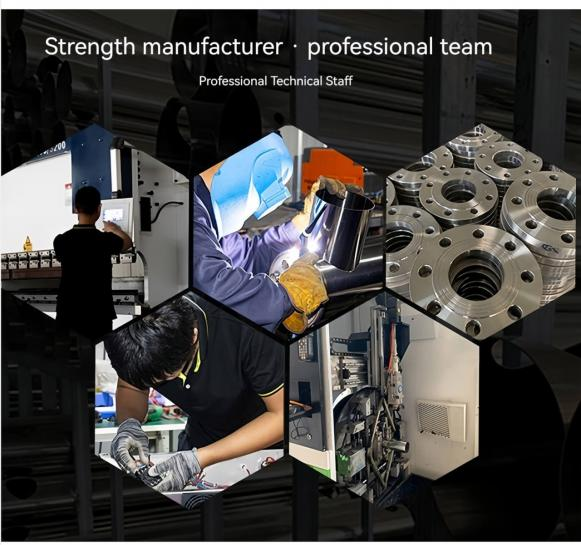 Strength manufacturer · professional team
Professional Technical Staff